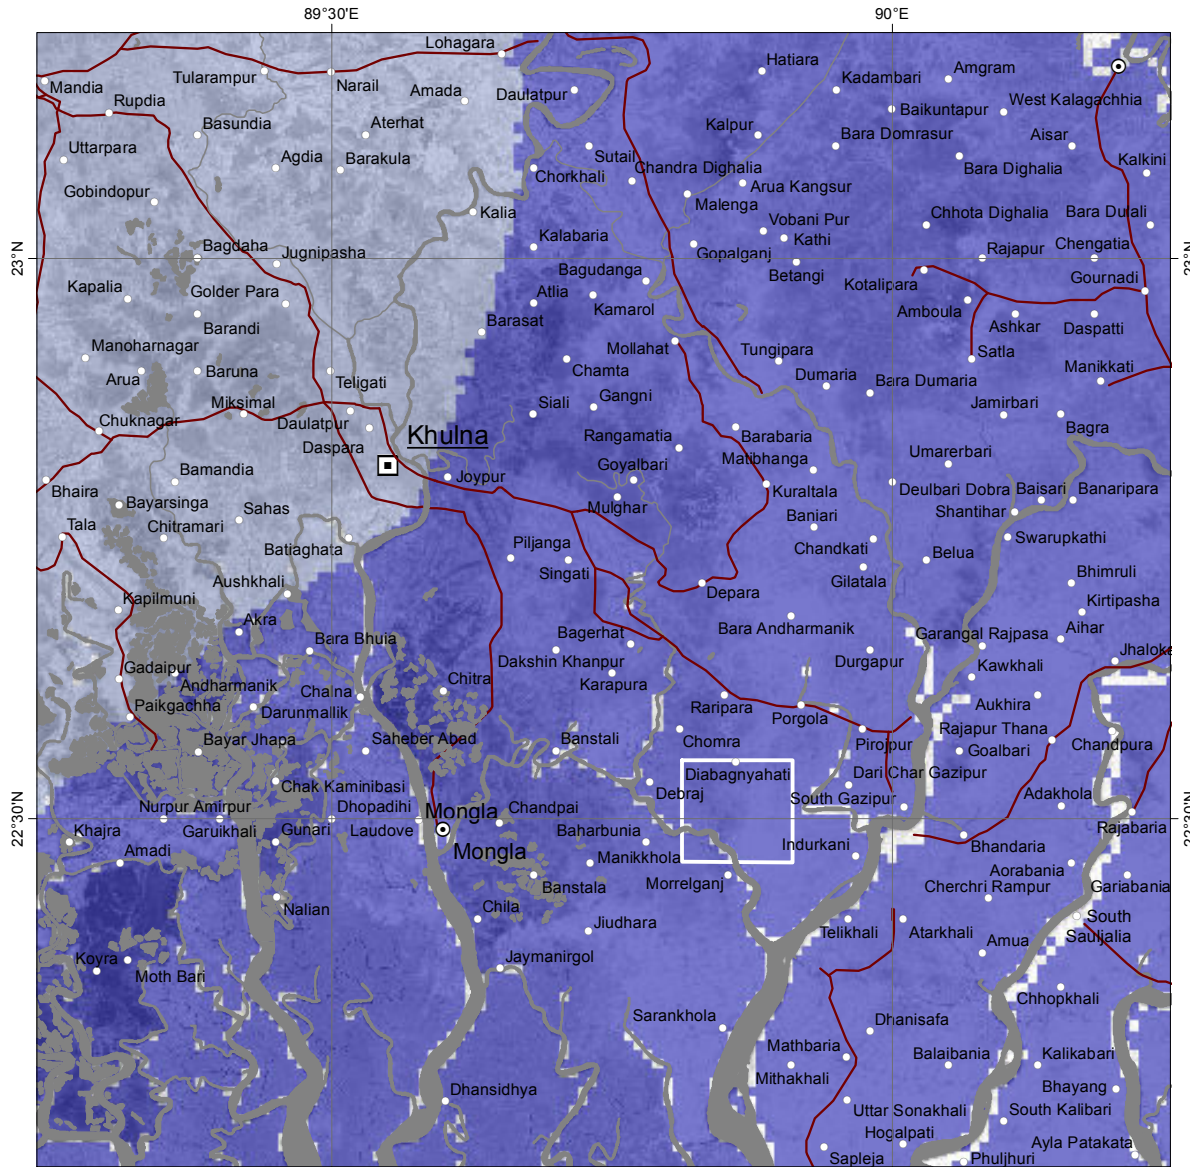 89°30'E
90°E
Lohagara
Hatiara
Mandia
Tularampur
Narail
Amada
Daulatpur
Kadambari
Amgram
Rupdia
Basundia
Aterhat
Kalpur
Baikuntapur
West Kalagachhia
Bara Domrasur
Aisar
Uttarpara
Agdia
Barakula
Sutail
Chandra Dighalia
Bara Dighalia
Kalkini
Gobindopur
Chorkhali
Malenga
Arua Kangsur
Kalia
Vobani Pur
Chhota Dighalia
Bara Dulali
Bagdaha
Jugnipasha
Kalabaria
Gopalganj
Kathi
Rajapur
Chengatia
23°N
23°N
Bagudanga
Betangi
Kapalia
Golder Para
Atlia
Kamarol
Kotalipara
Gournadi
Barandi
Barasat
Amboula
Ashkar
Daspatti
Manoharnagar
Mollahat
Tungipara
Satla
Manikkati
Arua
Baruna
Teligati
Chamta
Dumaria
Bara Dumaria
Miksimal
Siali
Gangni
Jamirbari
Chuknagar
Daulatpur
Khulna
Rangamatia
Barabaria
Bagra
Daspara
Bamandia
Joypur
Goyalbari
Matibhanga
Umarerbari
Bhaira
Bayarsinga
Mulghar
Kuraltala
Deulbari Dobra
Baisari
Banaripara
Tala
Chitramari
Sahas
Banjari
Shantihar
Batiaghata
Piljanga
Chandkati
Belua
Swarupkathi
Aushkhali
Singati
Gilatala
Bhimruli
Kapilmuni
Depara
Kirtipasha
Akra
Bara Bhuia
Bagerhat
Bara Andharmanik
Garangal Rajpasa
Aihar
Gadaipur
Dakshin Khanpur
Durgapur
Kawkhali
Jhaloke
Andharmanik
Chalna
Chitra
Karapura
Paikgachha
Darunmallik
Raripara
Porgola
Aukhira
Bayar Jhapa
Saheber Abad
Banstali
Chomra
Pirojpur
Rajapur Thana
Goalbari
Chandpura
Chak Kaminibasi
Debraj
Diabagnyahati
Dari Char Gazipur
Nurpur Amirpur
Dhopadihi
Mongla
Chandpai
South Gazipur
Adakhola
22°30'N
22°30'N
Khajra
Garuikhali
Gunari
Laudove
Baharbunia
Rajabaria
Amadi
Mongla
Manikkhola
Indurkani
Bhandaria
Banstala
Morrelganj
Aorabania
Cherchri Rampur
Gariabania
Nalian
Chila
Jiudhara
Telikhali
Atarkhali
South
Sauljalia
Koyra
Moth Bari
Jaymanirgol
Amua
Chhopkhali
Sarankhola
Dhanisafa
Mathbaria
Balaibania
Kalikabari
Mithakhali
Bhayang
Dhansidhya
Uttar Sonakhali
South Kalibari
Hogalpati
Ayla Patakata
Sapleja
Phuljhuri